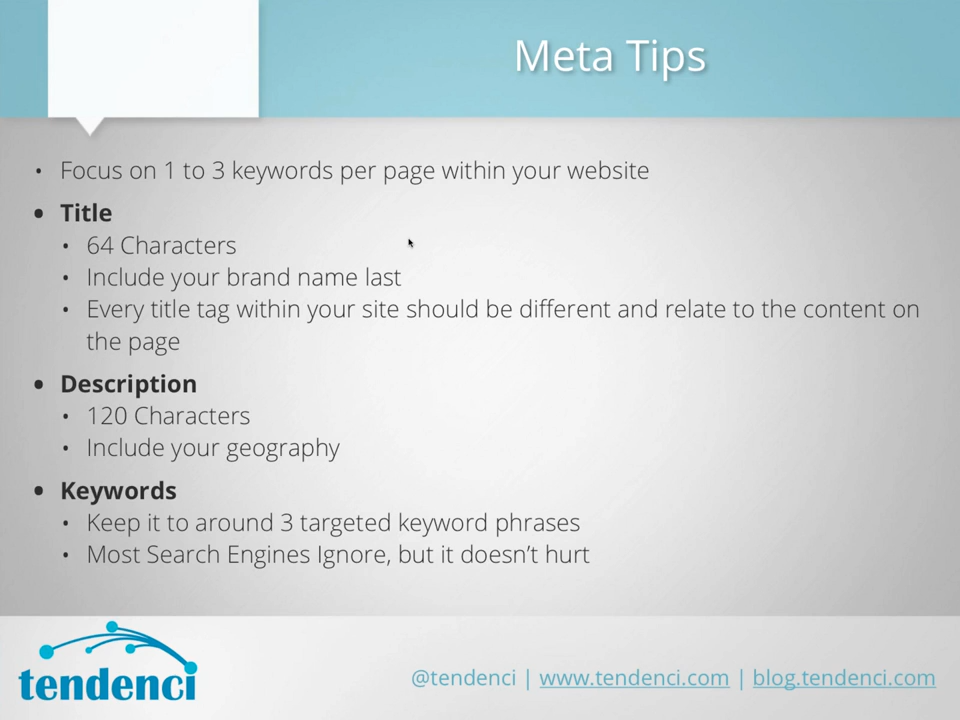 Meta Tips
• Focus on 1 to 3 keywords per page within your website
• Title
• 64 Characters
• Include your brand name last
• Every title tag within your site should be different and relate to the content on
the page
• Description
• 120 Characters
• Include your geography
• Keywords
• Keep it to around 3 targeted keyword phrases
• Most Search Engines Ignore, but it doesn’t hurt
tendenci
@tendenci | www.tendenci.com | blog.tendenci.com